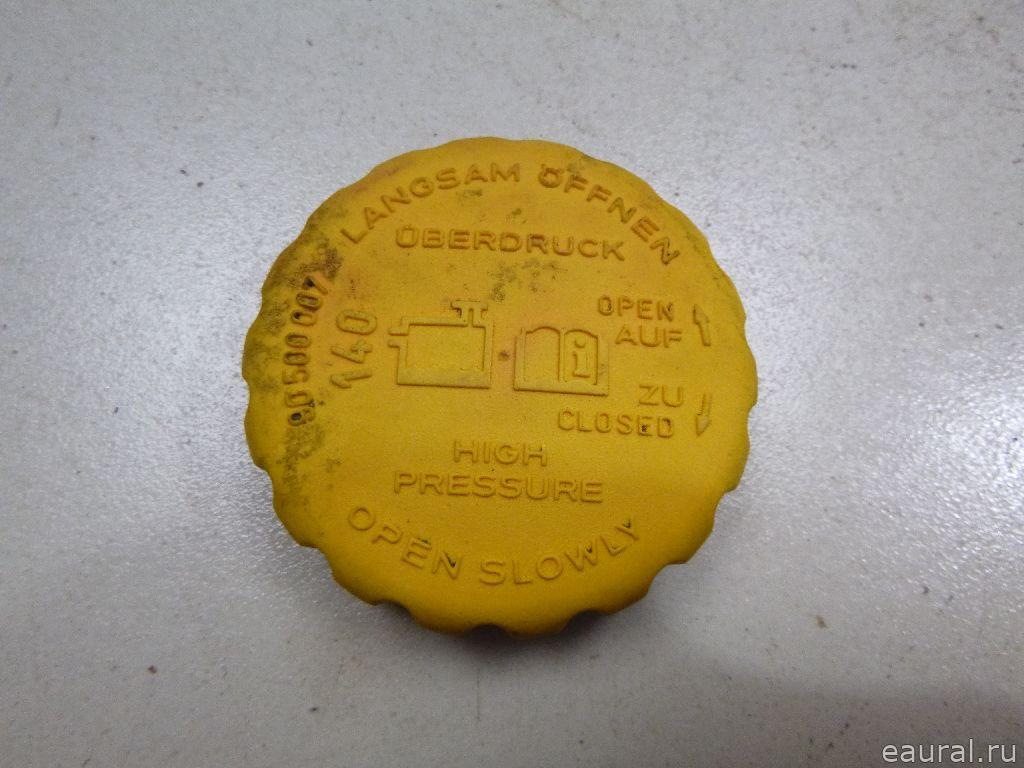 LANGSAM ÖFFNEN
ÜBERDRUCK
90500007
140
i
OPEN
AUF
ZU
CLOSED
HIGH
PRESSURE
OPEN SLOWLY
eaural.ru